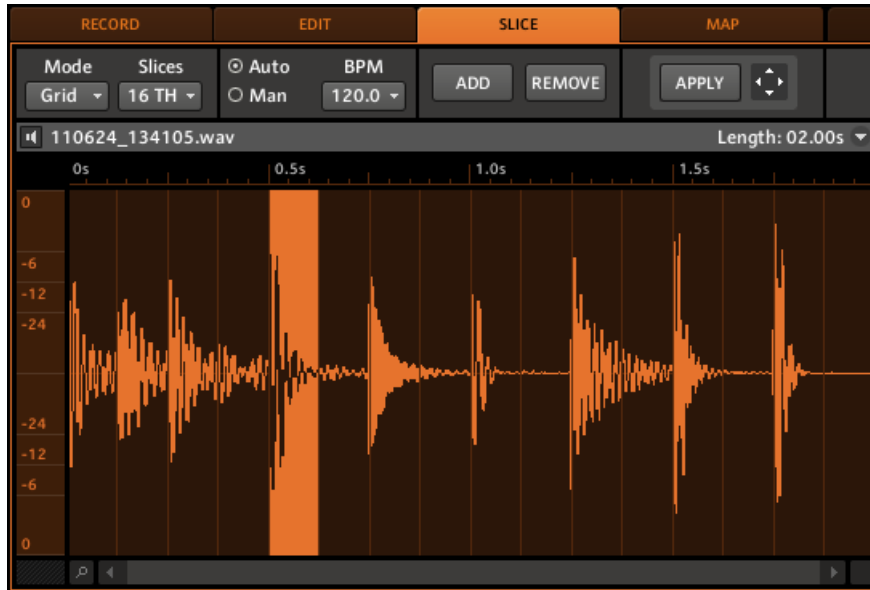 RECORD EDIT SLICE MAP
Mode Slices Auto BPM
Grid 16 TH Man 120.0 ADD REMOVE APPLY
110624_134105.wav Length: 02.00s
0s 0.5s 1.0s 1.5s
0
-6
-12
-24
-24
-12
-6
0